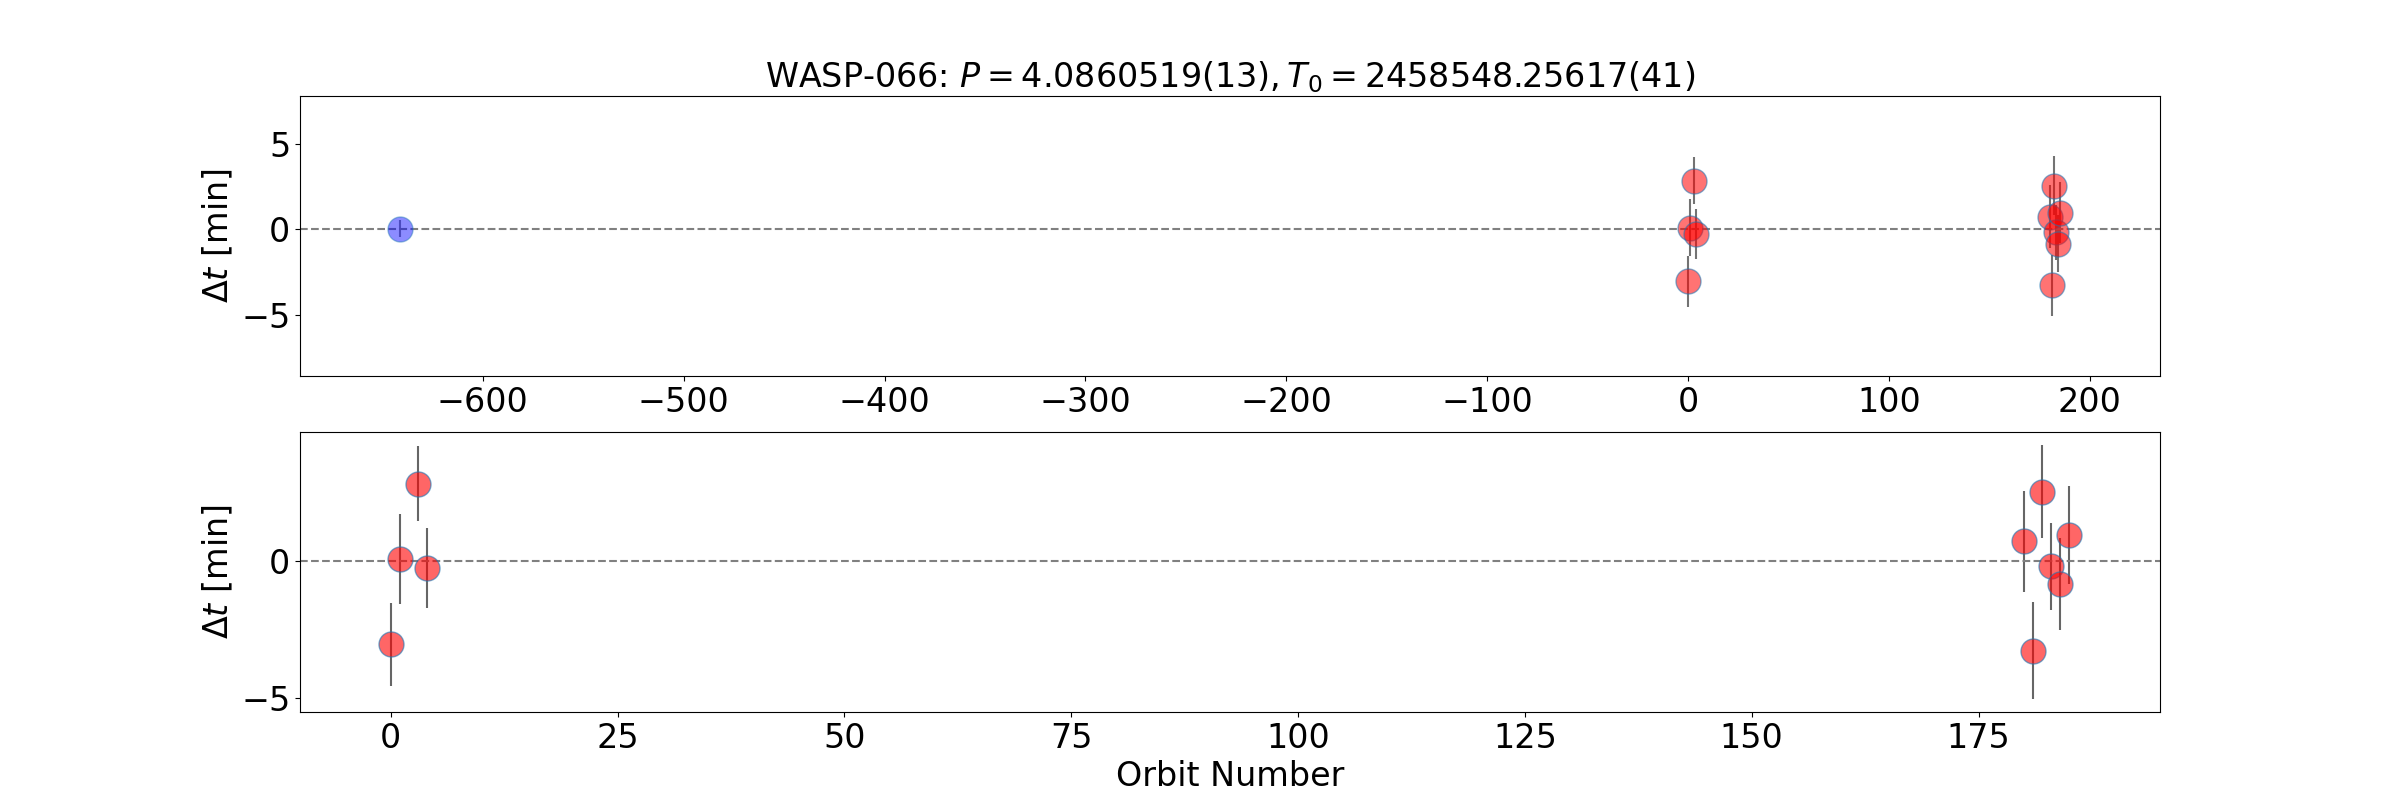 WASP-066: P = 4.0860519(13), T₀ = 2458548.25617(41)
Δt [min]
5
0
−5
−600 −500 −400 −300 −200 −100 0 100 200
Δt [min]
0
−5
0 25 50 75 100 125 150 175
Orbit Number